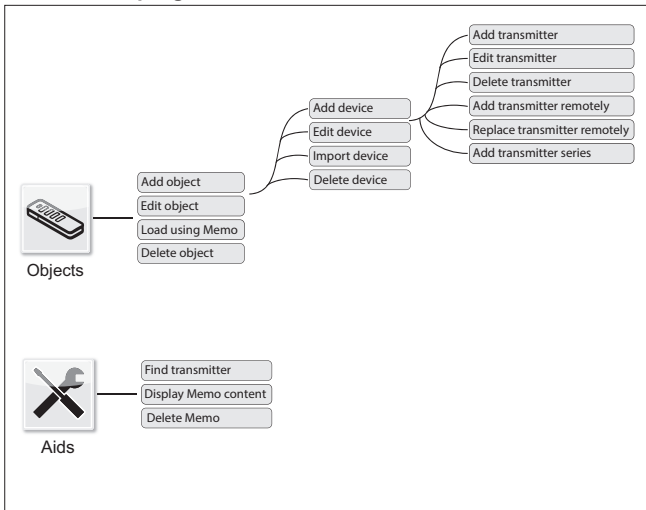 Add transmitter
Edit transmitter
Delete transmitter
Add transmitter remotely
Replace transmitter remotely
Add transmitter series
Add device
Edit device
Import device
Delete device
Add object
Edit object
Load using Memo
Delete object
Objects
Find transmitter
Display Memo content
Delete Memo
Aids